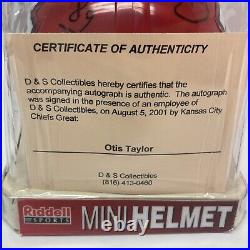 CERTIFICATE OF AUTHENTICITY
D & S Collectibles hereby certifies that the
accompanying autograph is authentic. The autograph
was signed in the presence of an employee of
D & S Collectibles, on August 5, 2001 by Kansas City
Chiefs Great:
Otis Taylor
D & S Collectibles
(816) 413-0460
Riddell
SPORTS
MINI HELMET